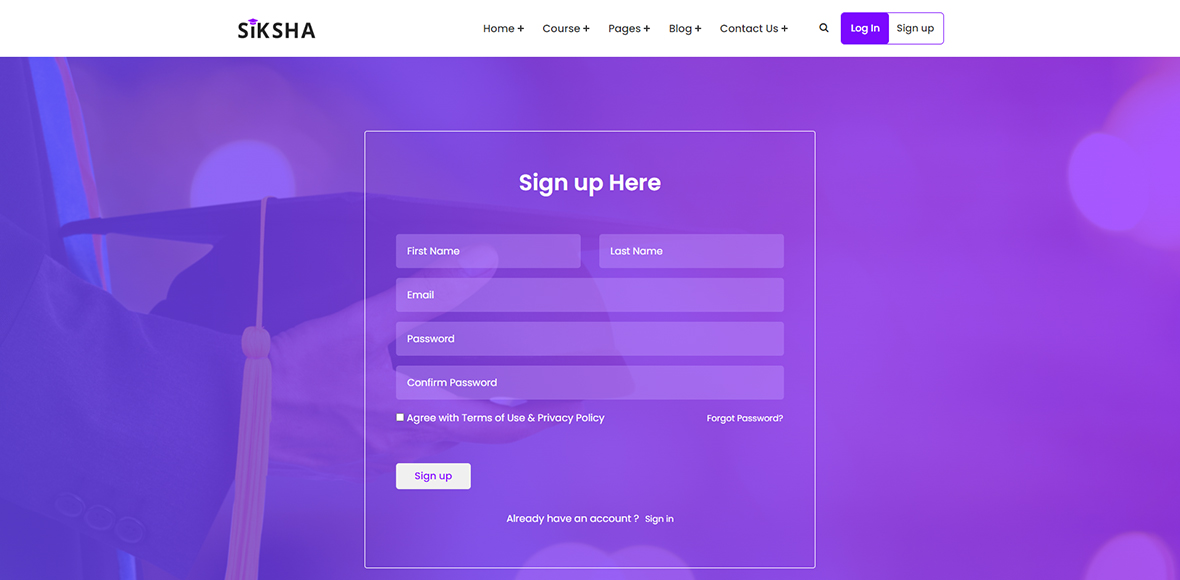 SiKSHA
Home + Course + Pages + Blog + Contact Us + Log In Sign up
Sign up Here
First Name Last Name
Email
Password
Confirm Password
Agree with Terms of Use & Privacy Policy Forgot Password?
Sign up
Already have an account ? Sign in